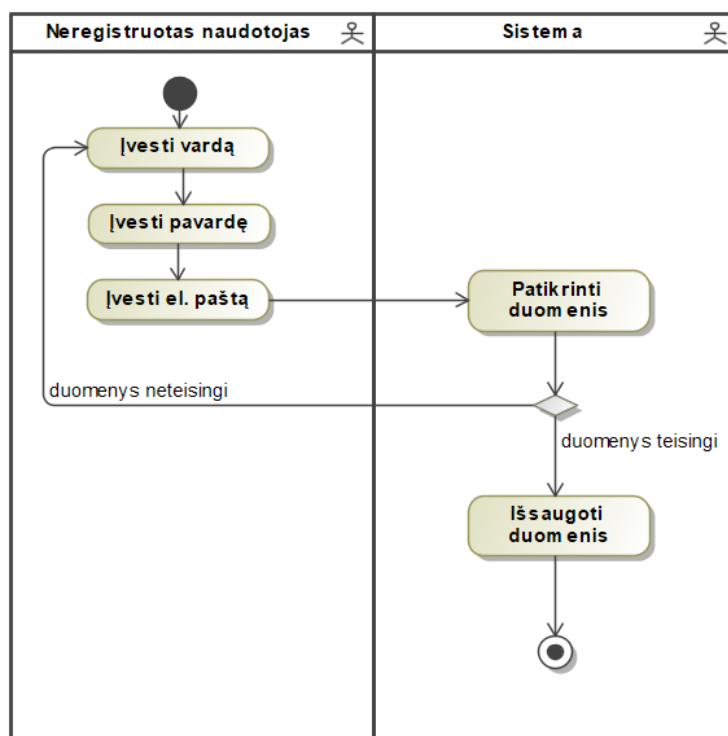 Neregistruotas naudotojas
Sistema
Įvesti vardą
Įvesti pavardę
Įvesti el. paštą
Patikrinti
duomenis
duomenys neteisingi
duomenys teisingi
Išsaugoti
duomenis